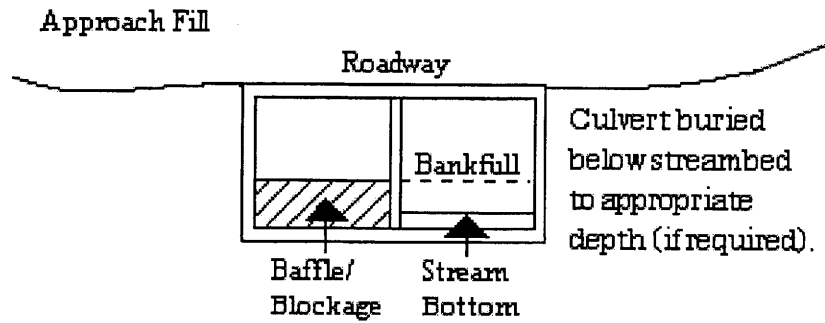 Approach Fill
Roadway
Culvert buried
below streambed
to appropriate
depth (if required).
Bankfull
Baffle/
Blockage
Stream
Bottom